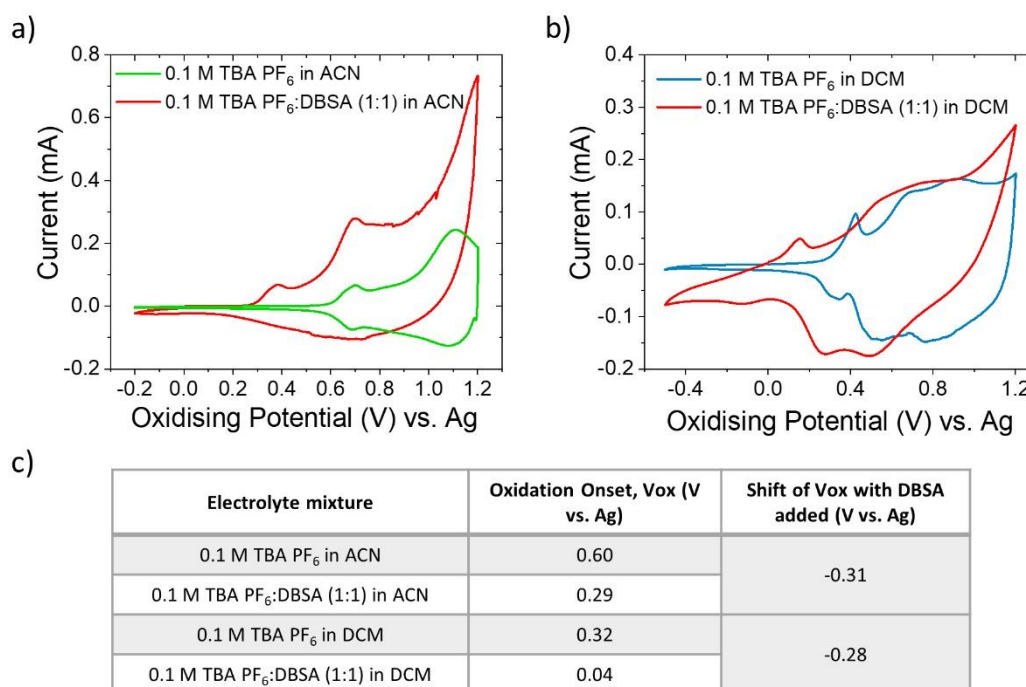 a)
0.1 M TBA PF6 in ACN
0.1 M TBA PF6:DBSA (1:1) in ACN
Current (mA)
0.8
0.6
0.4
0.2
0.0
-0.2
-0.2 0.0 0.2 0.4 0.6 0.8 1.0 1.2
Oxidising Potential (V) vs. Ag
b)
0.1 M TBA PF6 in DCM
0.1 M TBA PF6:DBSA (1:1) in DCM
Current (mA)
0.4
0.3
0.2
0.1
0.0
-0.1
-0.2
-0.4 0.0 0.4 0.8 1.2
Oxidising Potential (V) vs. Ag
c)
Electrolyte mixture
Oxidation Onset, Vox (V
vs. Ag)
Shift of Vox with DBSA
added (V vs. Ag)
0.1 M TBA PF6 in ACN
0.60
-0.31
0.1 M TBA PF6:DBSA (1:1) in ACN
0.29
0.1 M TBA PF6 in DCM
0.32
-0.28
0.1 M TBA PF6:DBSA (1:1) in DCM
0.04